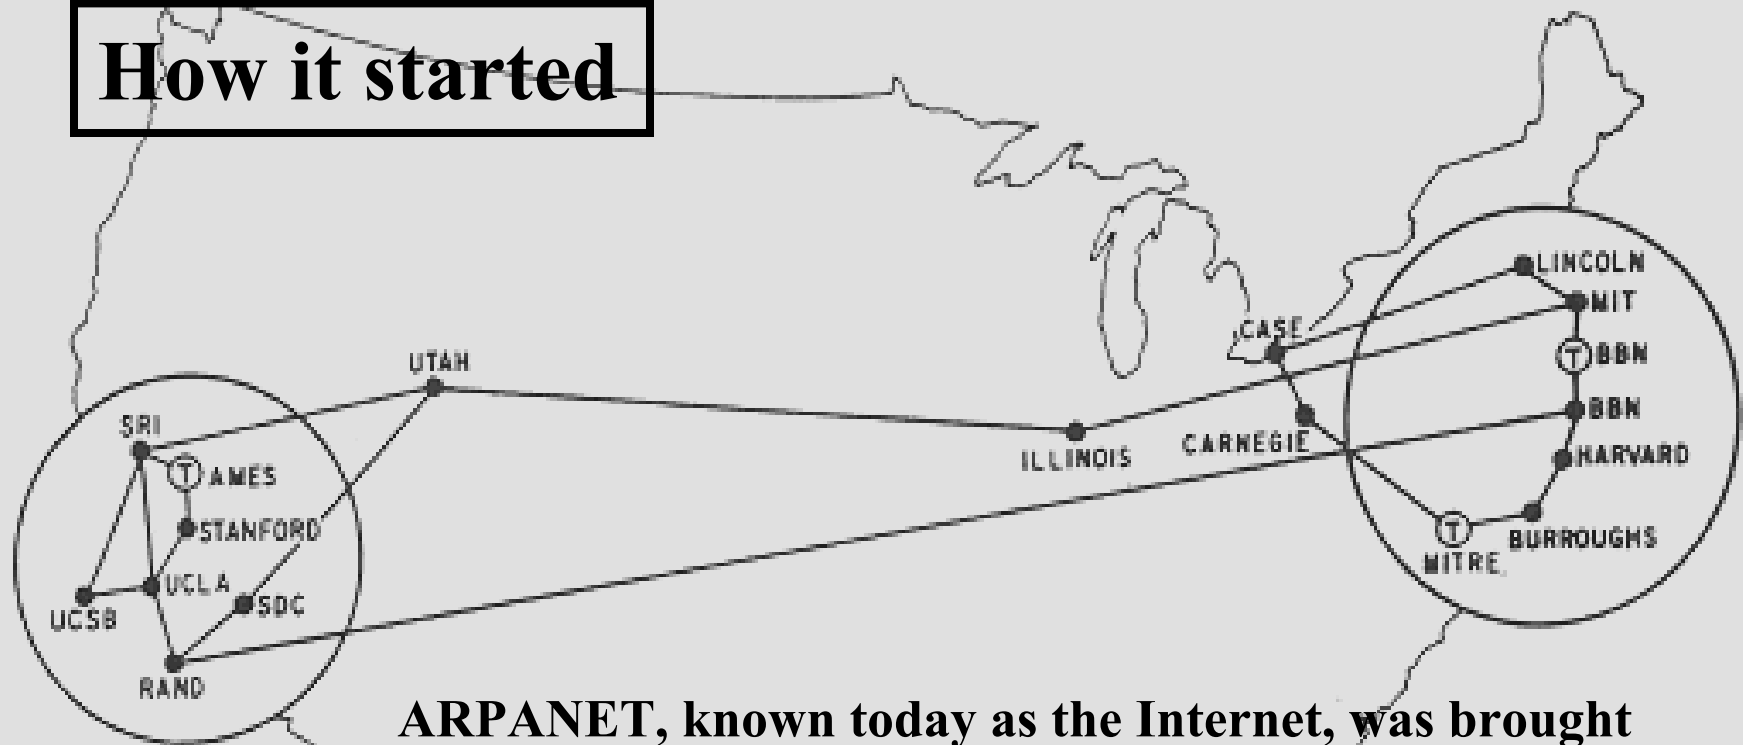 How it started
LINCOLN
MIT
CASE
BBN
UTAH
BBN
SRI
CARNEGIE
ILLINOIS
HARVARD
T AMES
STANFORD
T
BURROUGHS
MITRE
UCLA
SDC
UCSB
RAND
T
ARPANET, known today as the Internet, was brought